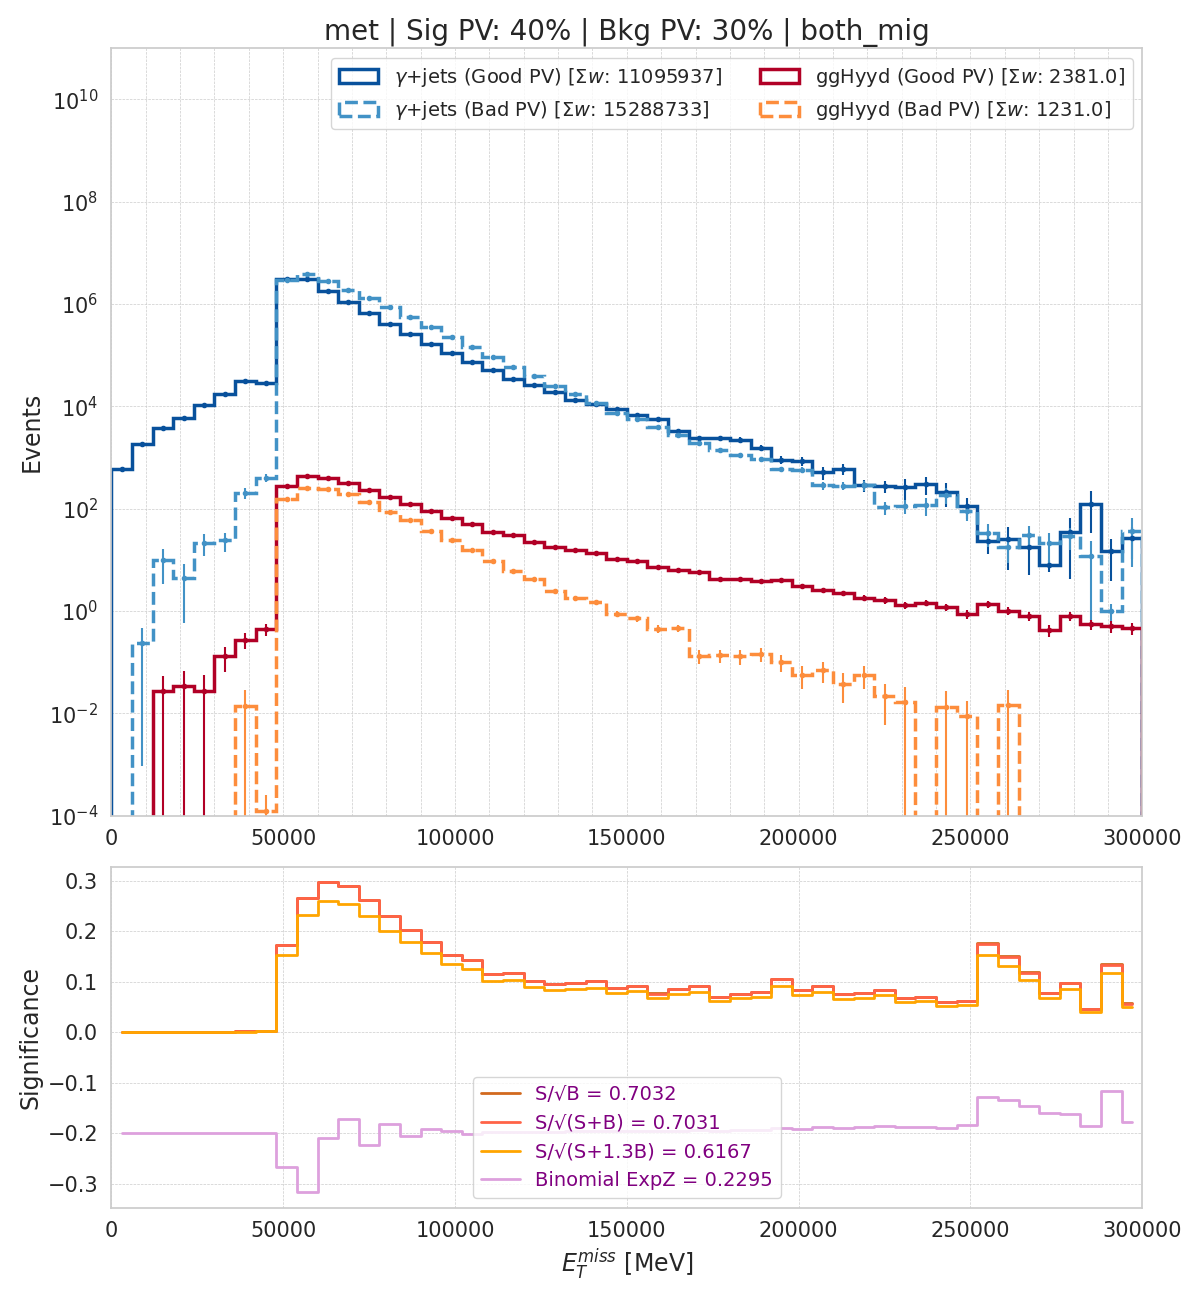 met | Sig PV: 40% | Bkg PV: 30% | both_mig
γ+jets (Good PV) [Σw: 11095937]
γ+jets (Bad PV) [Σw: 15288733]
ggHyyd (Good PV) [Σw: 2381.0]
ggHyyd (Bad PV) [Σw: 1231.0]
Events
10^10
10^8
10^6
10^4
10^2
10^0
10^−2
10^−4
0 50000 100000 150000 200000 250000 300000
Significance
0.3
0.2
0.1
0.0
−0.1
−0.2
−0.3
S/√B = 0.7032
S/√(S+B) = 0.7031
S/√(S+1.3B) = 0.6167
Binomial ExpZ = 0.2295
0 50000 100000 150000 200000 250000 300000
E_T^miss [MeV]